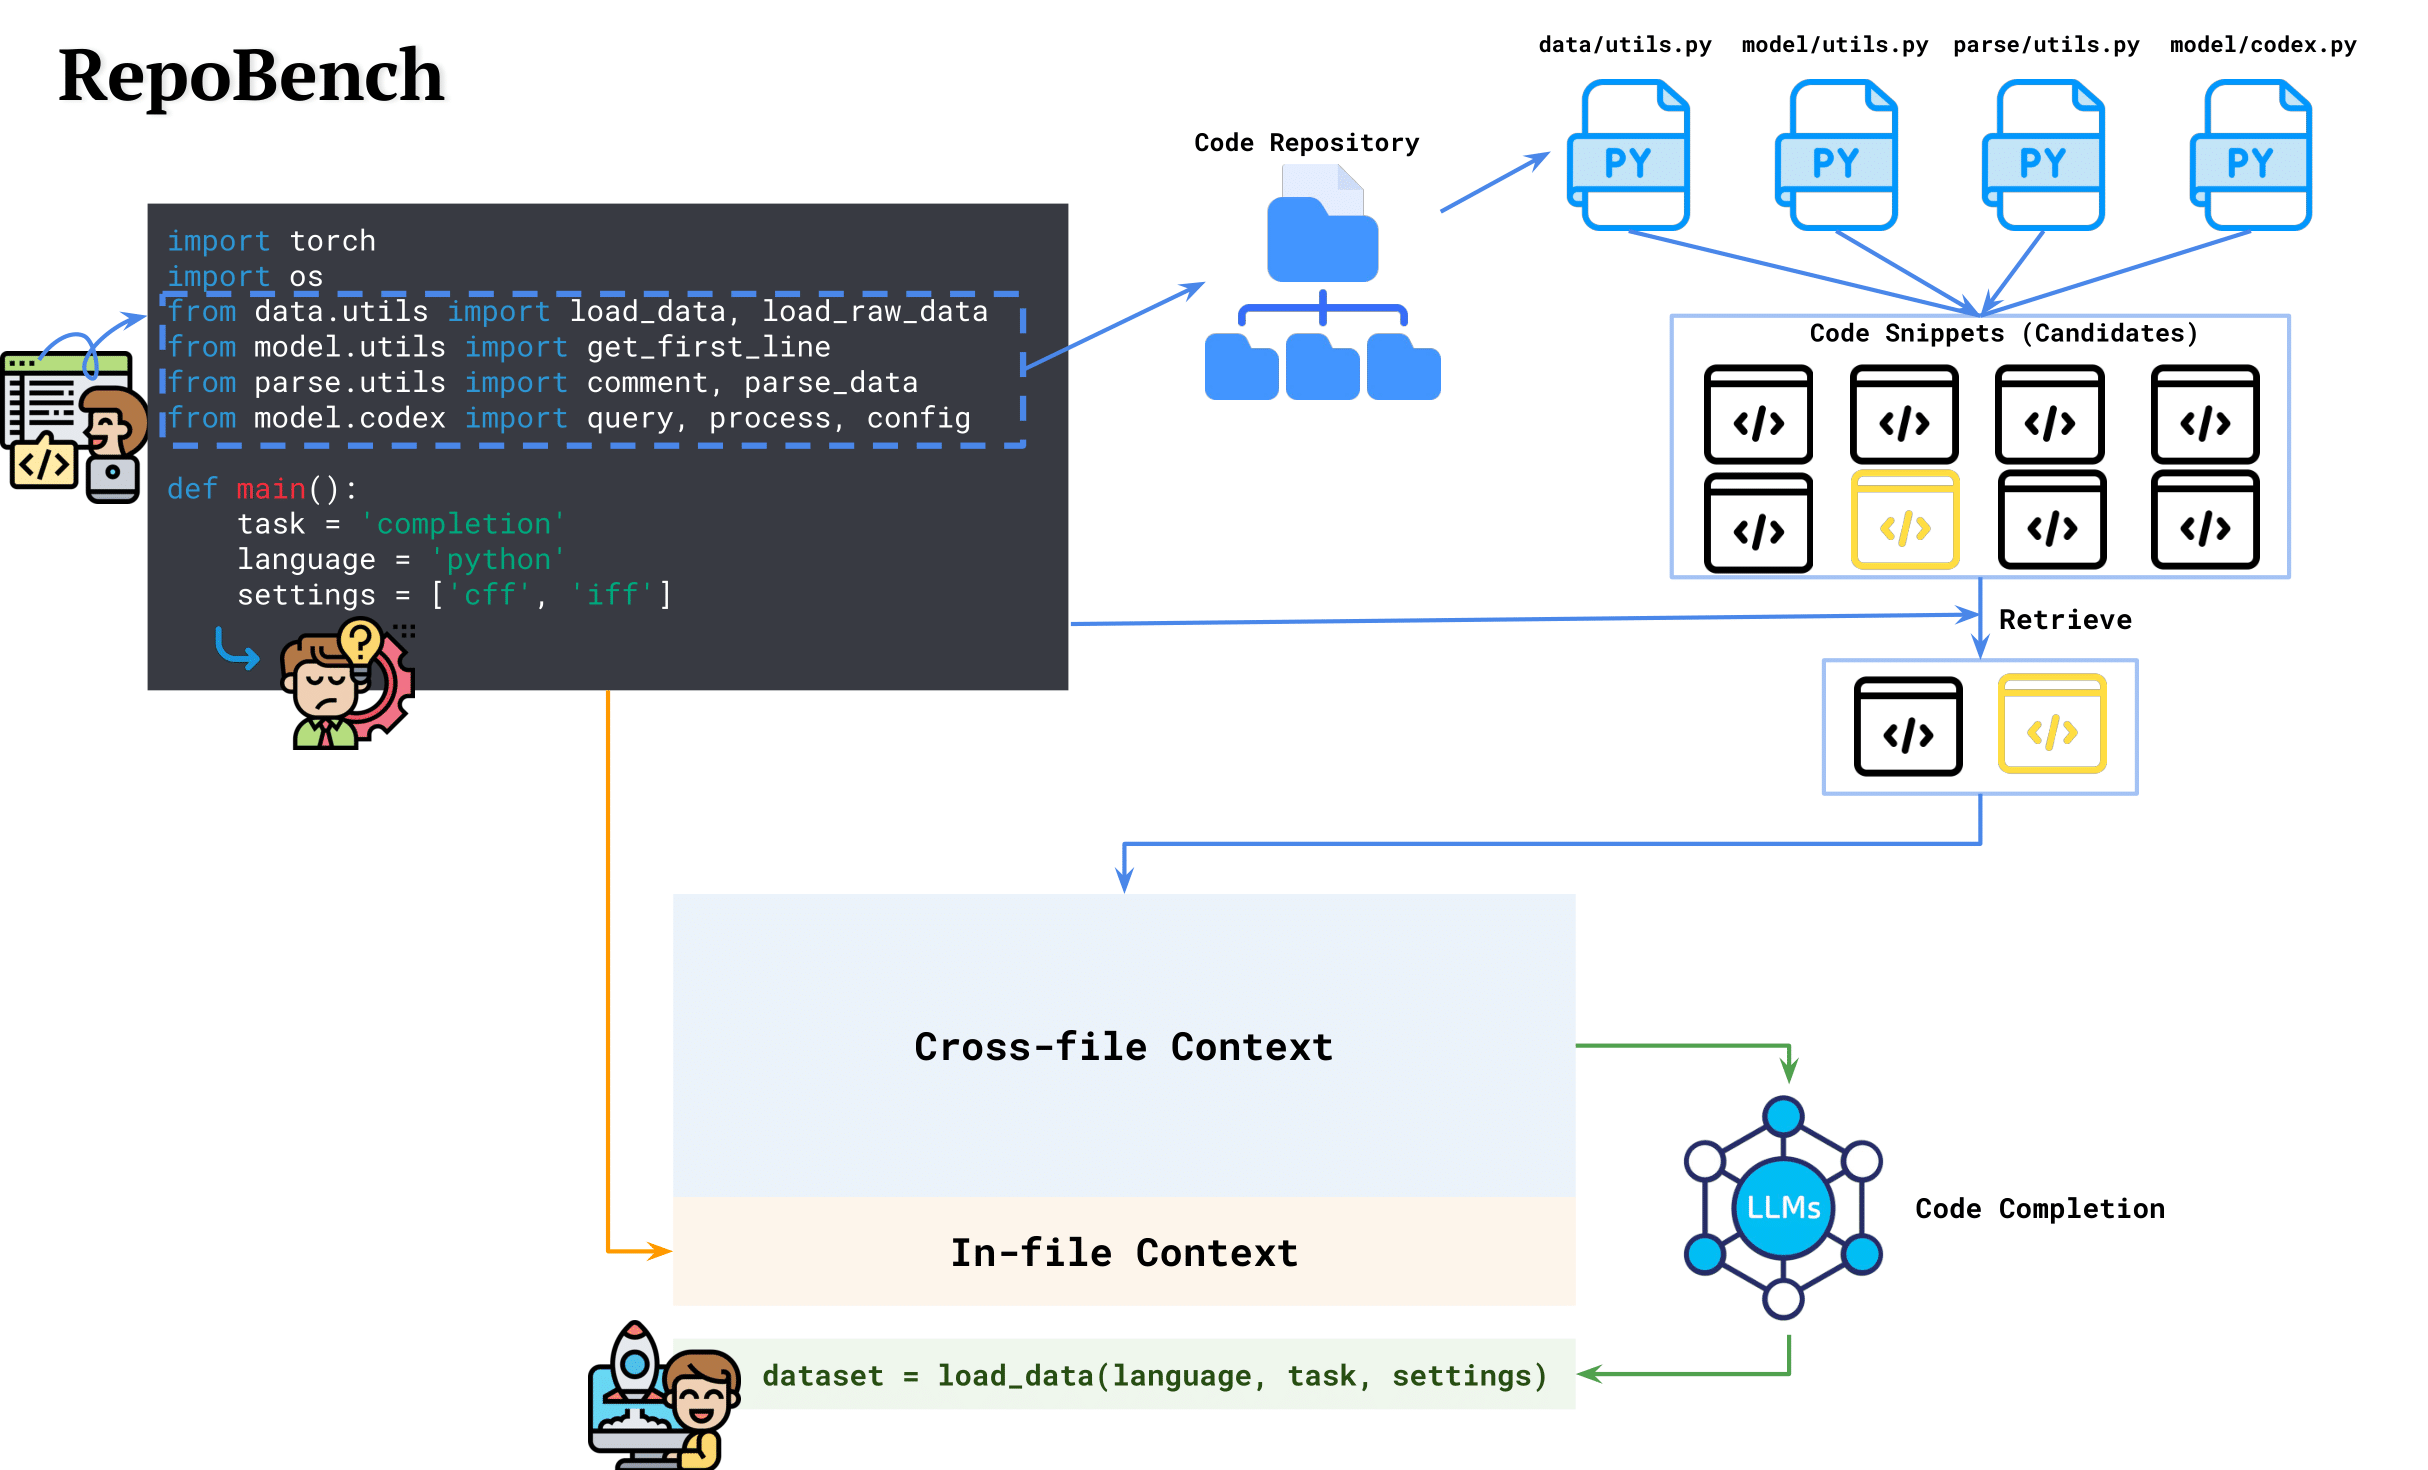 RepoBench
import torch
import os
from data.utils import load_data, load_raw_data
from model.utils import get_first_line
from parse.utils import comment, parse_data
from model.codex import query, process, config
def main():
    task = 'completion'
    language = 'python'
    settings = ['cff', 'iff']
Code Repository
data/utils.py
model/utils.py
parse/utils.py
model/codex.py
PY
PY
PY
PY
Code Snippets (Candidates)
</>
</>
</>
</>
</>
</>
</>
</>
Retrieve
</>
</>
</>
?
Cross-file Context
In-file Context
LLMs
Code Completion
dataset = load_data(language, task, settings)